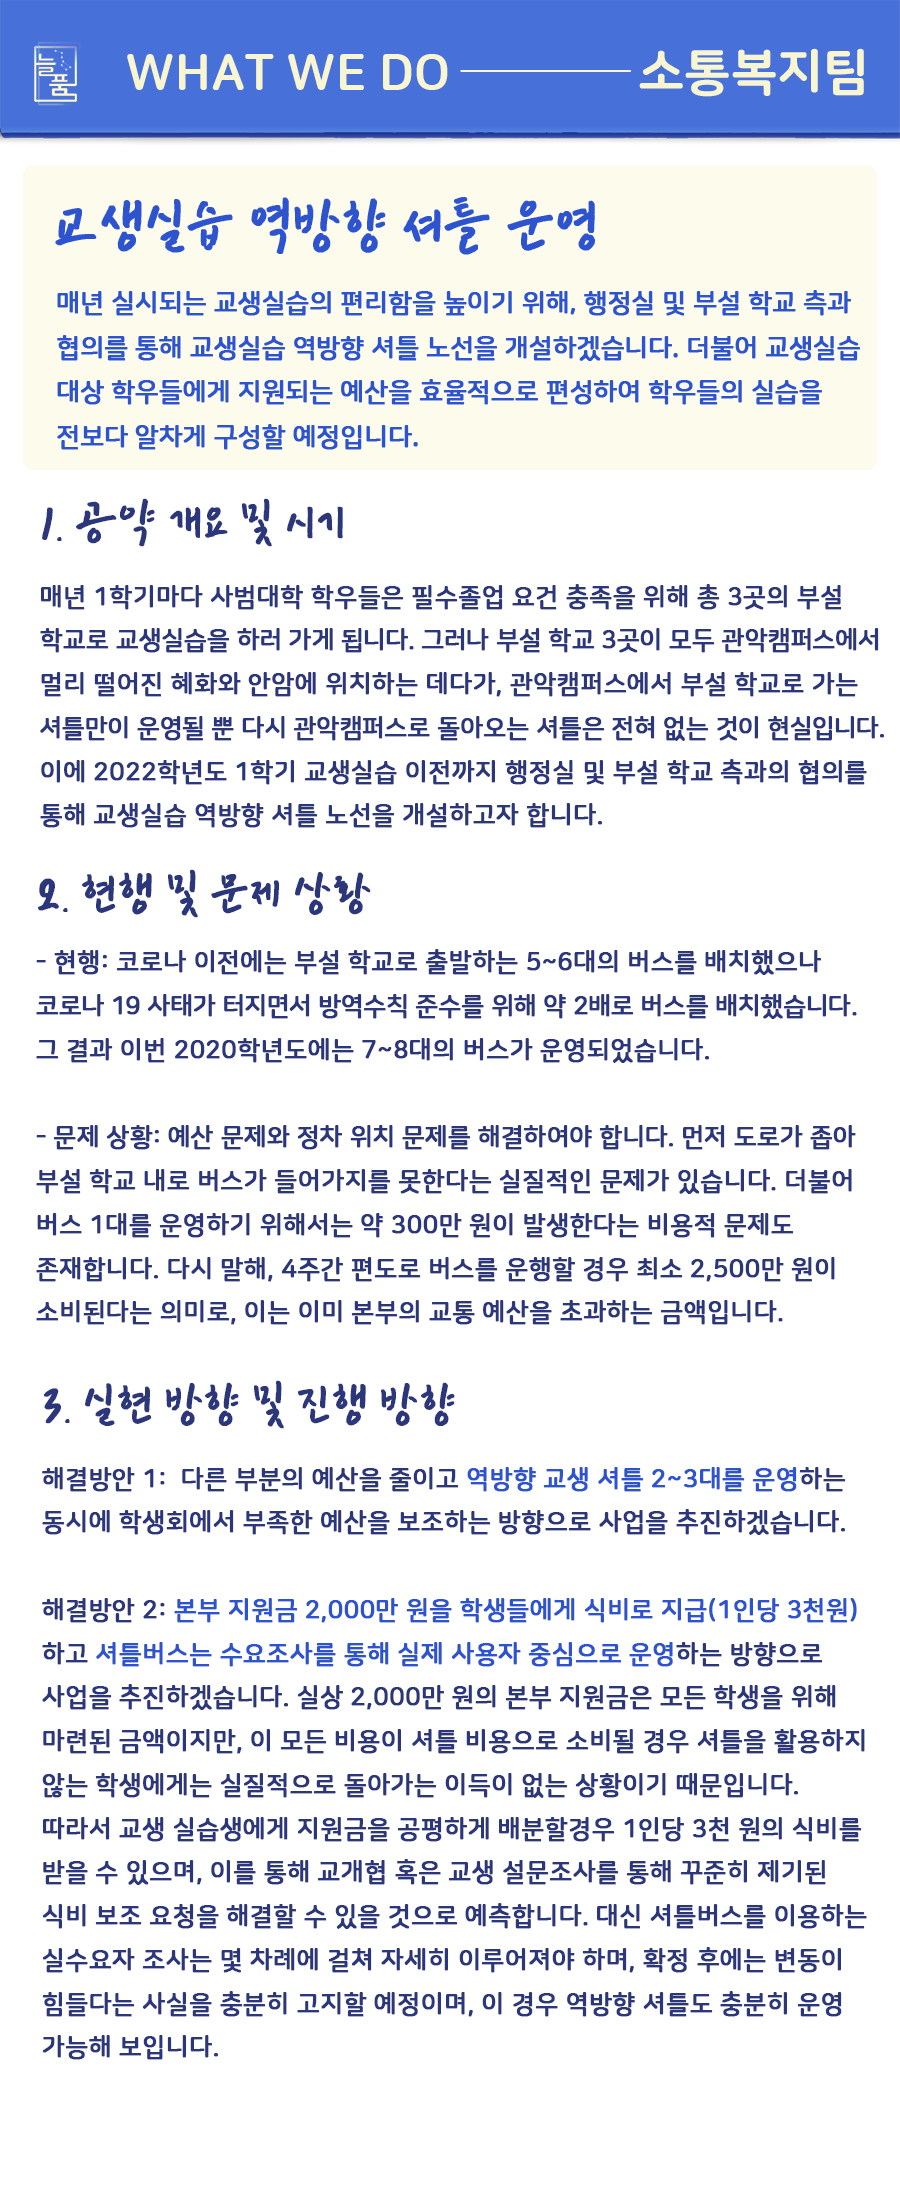 늘품
WHAT WE DO
소통복지팀
교생실습 역방향 셔틀 운영
매년 실시되는 교생실습의 편리함을 높이기 위해, 행정실 및 부설 학교 측과
협의를 통해 교생실습 역방향 셔틀 노선을 개설하겠습니다. 더불어 교생실습
대상 학우들에게 지원되는 예산을 효율적으로 편성하여 학우들의 실습을
전보다 알차게 구성할 예정입니다.
1. 공약 개요 및 시기
매년 1학기마다 사범대학 학우들은 필수졸업 요건 충족을 위해 총 3곳의 부설
학교로 교생실습을 하러 가게 됩니다. 그러나 부설 학교 3곳이 모두 관악캠퍼스에서
멀리 떨어진 혜화와 안암에 위치하는 데다가, 관악캠퍼스에서 부설 학교로 가는
셔틀만이 운영될 뿐 다시 관악캠퍼스로 돌아오는 셔틀은 전혀 없는 것이 현실입니다.
이에 2022학년도 1학기 교생실습 이전까지 행정실 및 부설 학교 측과의 협의를
통해 교생실습 역방향 셔틀 노선을 개설하고자 합니다.
2. 현행 및 문제 상황
- 현행: 코로나 이전에는 부설 학교로 출발하는 5~6대의 버스를 배치했으나
코로나 19 사태가 터지면서 방역수칙 준수를 위해 약 2배로 버스를 배치했습니다.
그 결과 이번 2020학년도에는 7~8대의 버스가 운영되었습니다.
- 문제 상황: 예산 문제와 정차 위치 문제를 해결하여야 합니다. 먼저 도로가 좁아
부설 학교 내로 버스가 들어가지를 못한다는 실질적인 문제가 있습니다. 더불어
버스 1대를 운영하기 위해서는 약 300만 원이 발생한다는 비용적 문제도
존재합니다. 다시 말해, 4주간 편도로 버스를 운행할 경우 최소 2,500만 원이
소비된다는 의미로, 이는 이미 본부의 교통 예산을 초과하는 금액입니다.
3. 실현 방향 및 진행 방향
해결방안 1:  다른 부분의 예산을 줄이고 역방향 교생 셔틀 2~3대를 운영하는
동시에 학생회에서 부족한 예산을 보조하는 방향으로 사업을 추진하겠습니다.
해결방안 2: 본부 지원금 2,000만 원을 학생들에게 식비로 지급(1인당 3천원)
하고 셔틀버스는 수요조사를 통해 실제 사용자 중심으로 운영하는 방향으로
사업을 추진하겠습니다. 실상 2,000만 원의 본부 지원금은 모든 학생을 위해
마련된 금액이지만, 이 모든 비용이 셔틀 비용으로 소비될 경우 셔틀을 활용하지
않는 학생에게는 실질적으로 돌아가는 이득이 없는 상황이기 때문입니다.
따라서 교생 실습생에게 지원금을 공평하게 배분할경우 1인당 3천 원의 식비를
받을 수 있으며, 이를 통해 교개협 혹은 교생 설문조사를 통해 꾸준히 제기된
식비 보조 요청을 해결할 수 있을 것으로 예측합니다. 대신 셔틀버스를 이용하는
실수요자 조사는 몇 차례에 걸쳐 자세히 이루어져야 하며, 확정 후에는 변동이
힘들다는 사실을 충분히 고지할 예정이며, 이 경우 역방향 셔틀도 충분히 운영
가능해 보입니다.